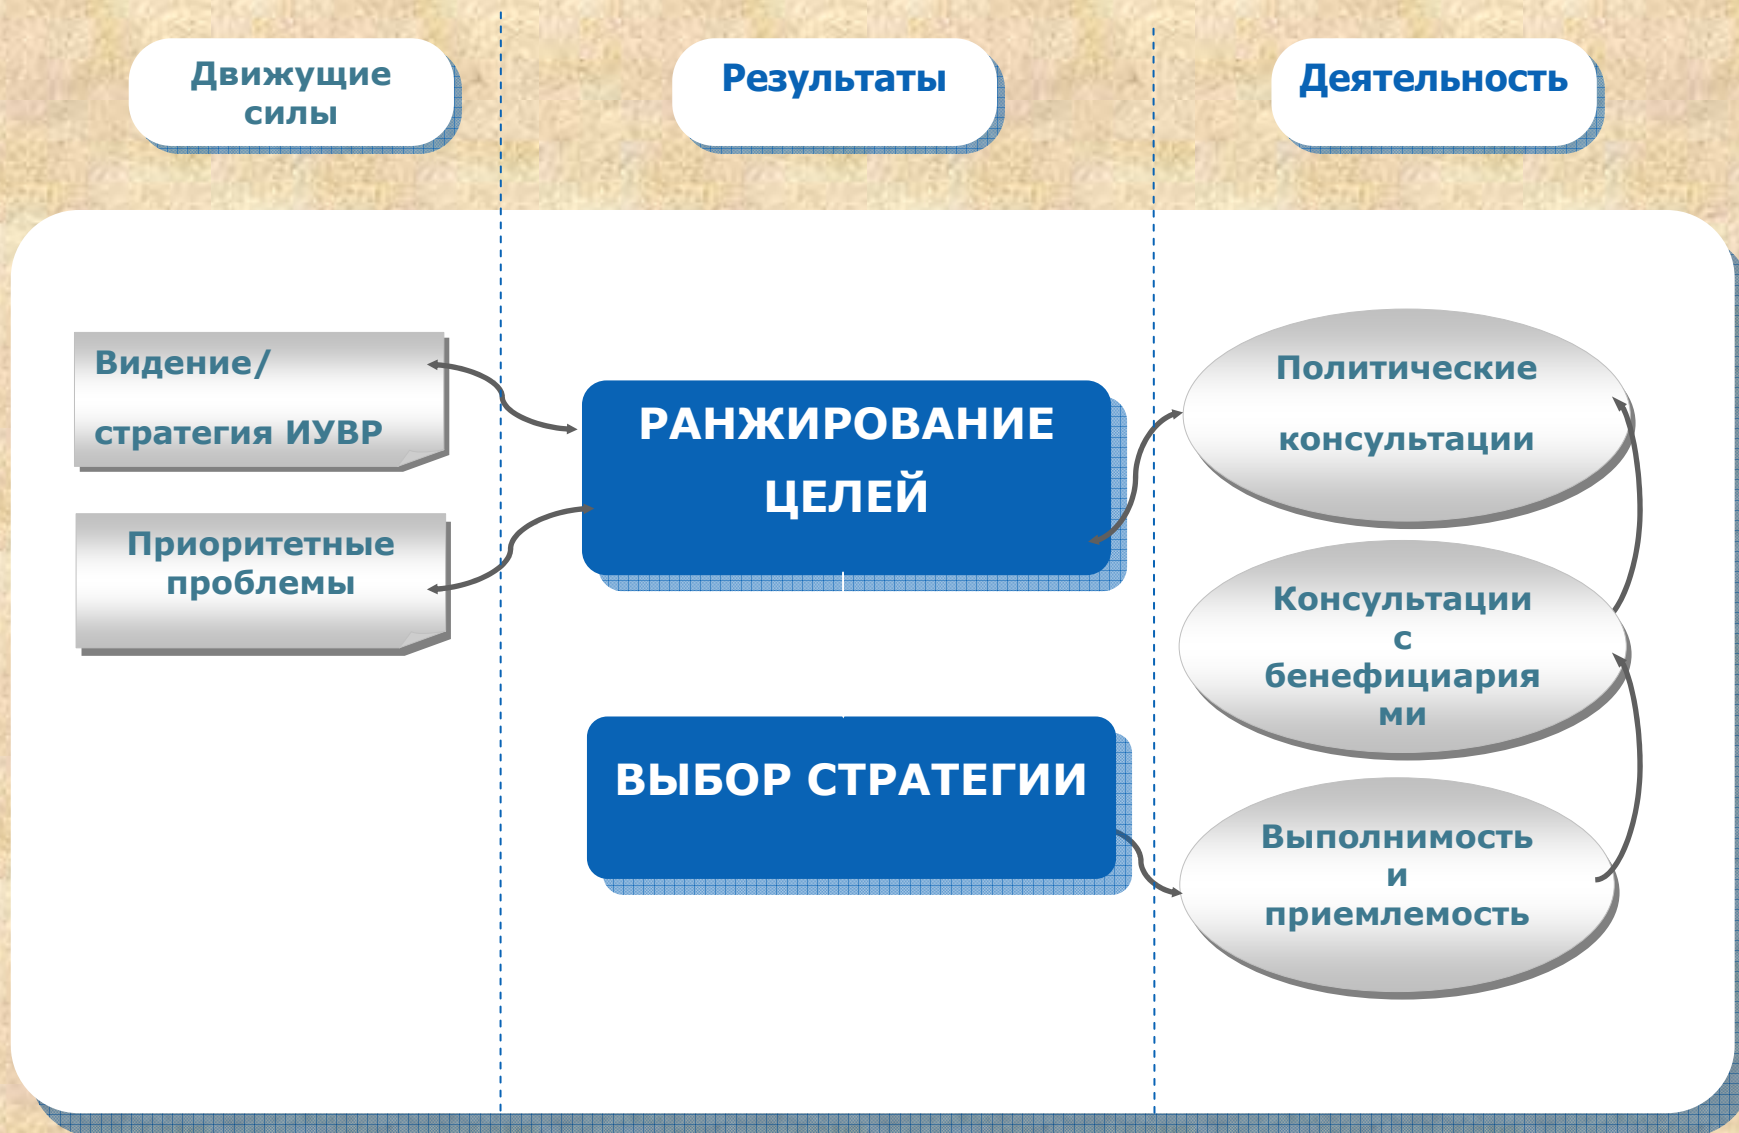 Движущие
силы
Результаты
Деятельность
Видение/
стратегия ИУВР
Приоритетные
проблемы
РАНЖИРОВАНИЕ
ЦЕЛЕЙ
ВЫБОР СТРАТЕГИИ
Политические
консультации
Консультации
с
бенефициария
ми
Выполнимость
и
приемлемость